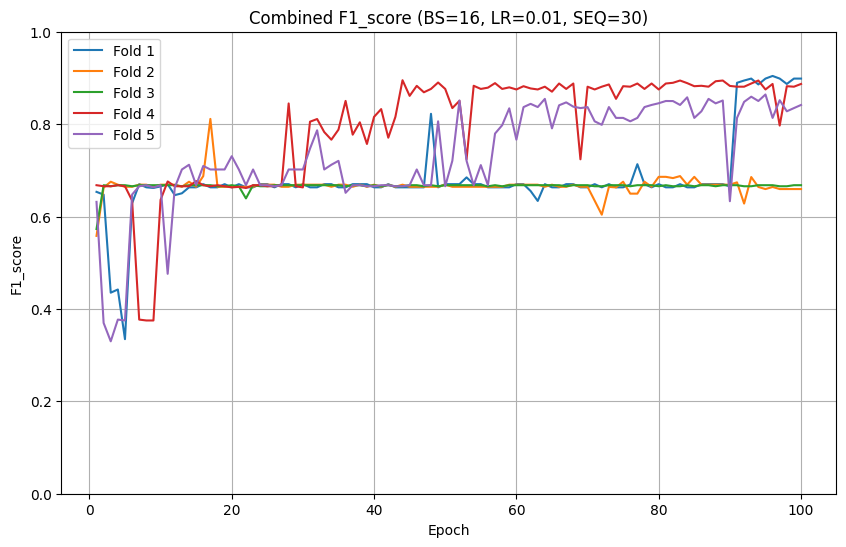 Combined F1_score (BS=16, LR=0.01, SEQ=30)
1.0
0.8
0.6
0.4
0.2
0.0
F1_score
Fold 1
Fold 2
Fold 3
Fold 4
Fold 5
0 20 40 60 80 100
Epoch